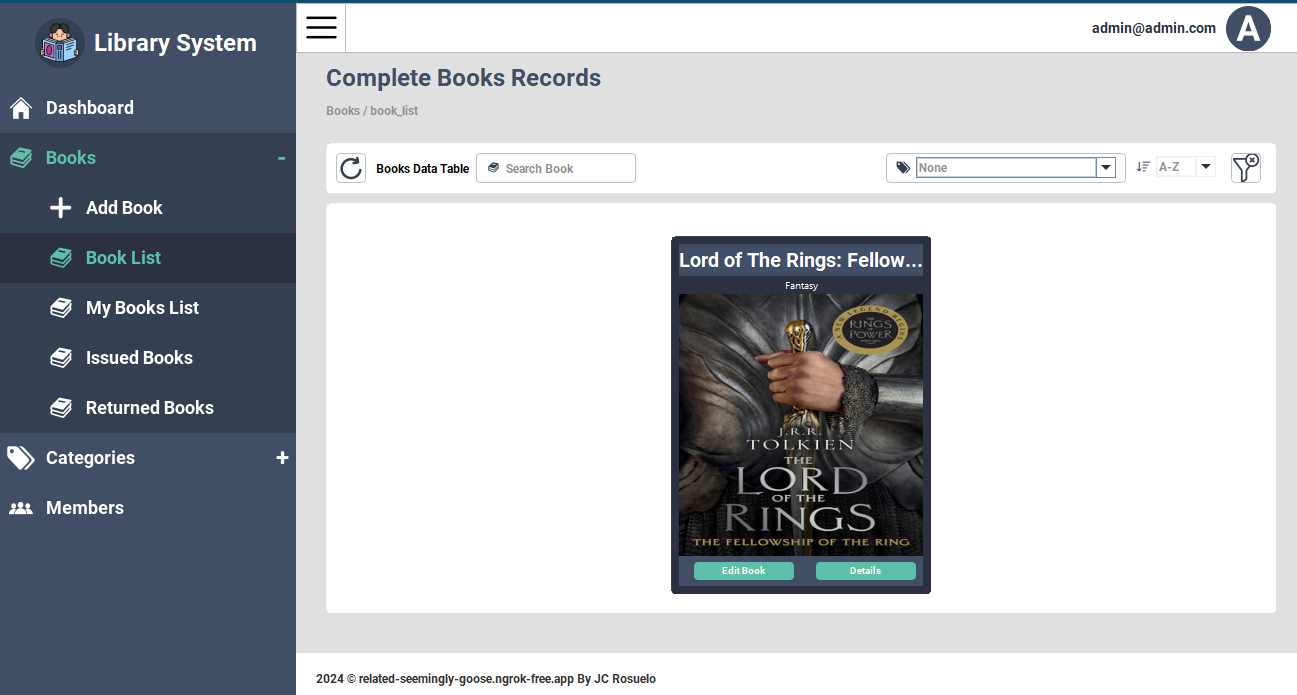 Library System
admin@admin.com
A
Dashboard
Books
-
Add Book
Book List
My Books List
Issued Books
Returned Books
Categories
+
Members
Complete Books Records
Books / book_list
Books Data Table
Search Book
None
A-Z
Lord of The Rings: Fellow...
Fantasy
A NEW LEGEND BEGINS
THE
RINGS
OF
POWER
J.R.R.
TOLKIEN
THE
LORD
OF THE
RINGS
THE FELLOWSHIP OF THE RING
Edit Book
Details
2024 © related-seemingly-goose.ngrok-free.app By JC Rosuelo